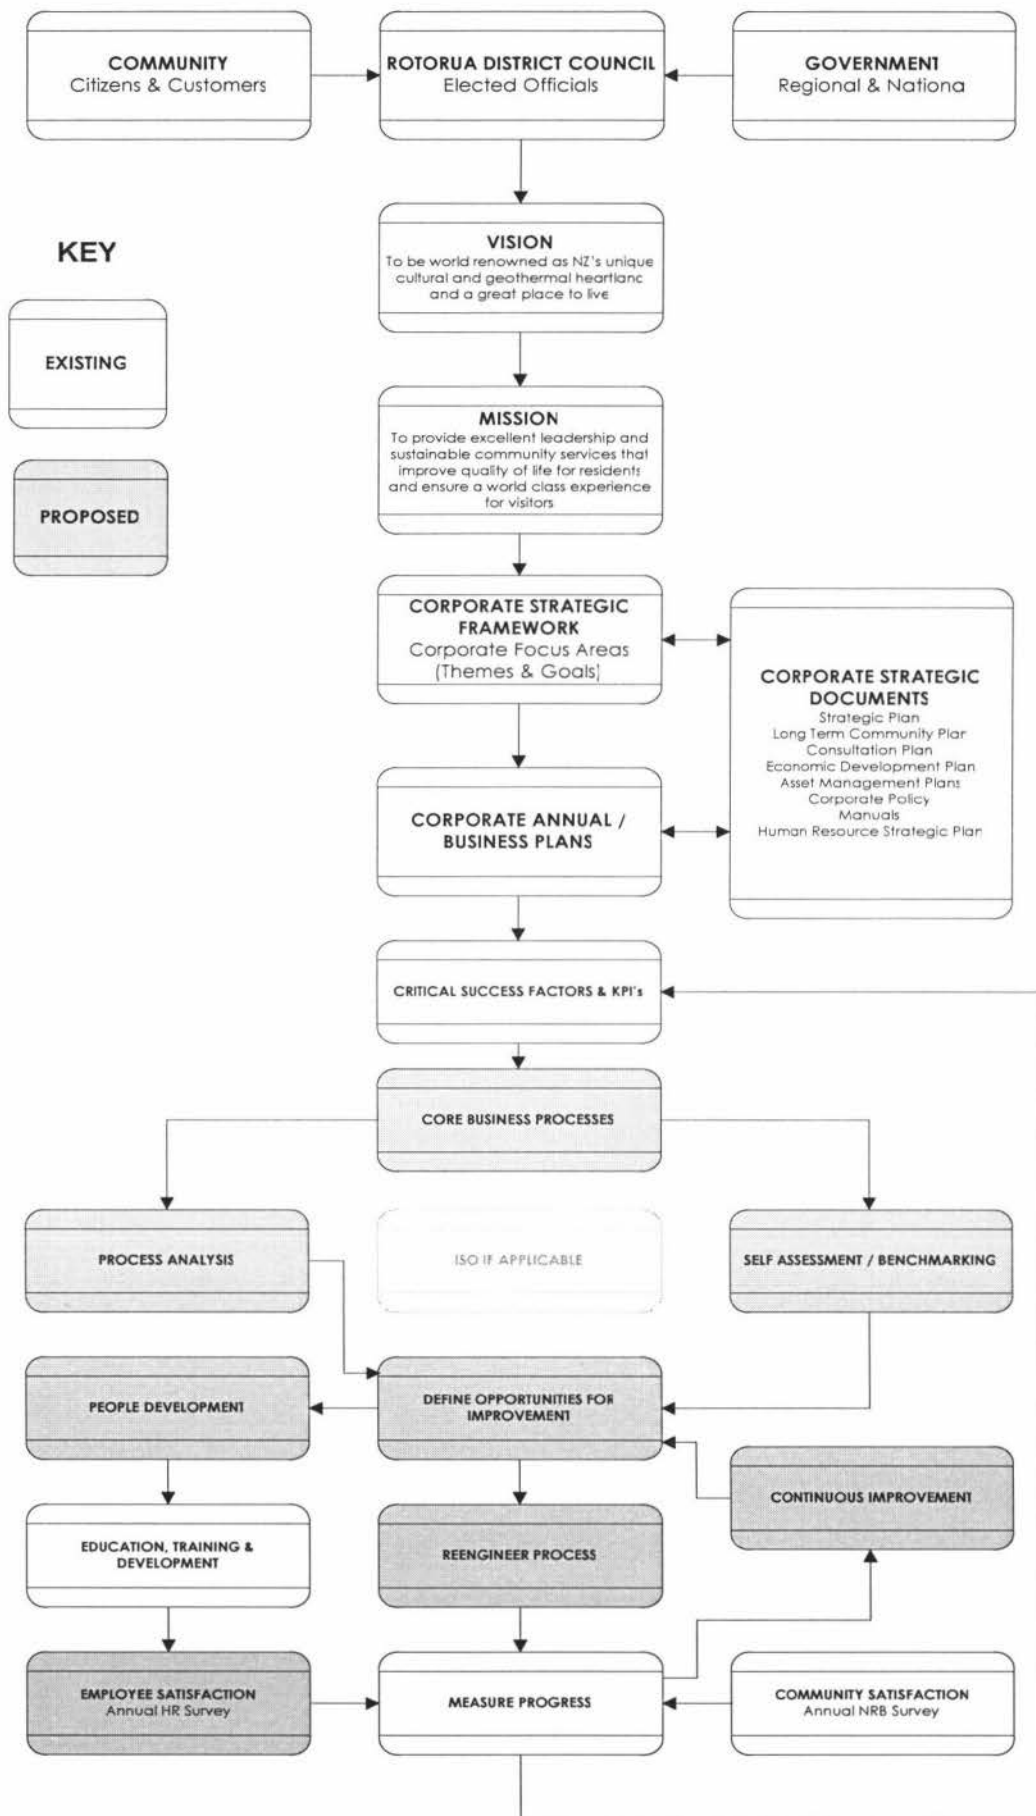 COMMUNITY
Citizens & Customers
ROTORUA DISTRICT COUNCIL
Elected Officials
GOVERNMENT
Regional & Nationa
KEY
EXISTING
PROPOSED
VISION
To be world renowned as NZ's unique
cultural and geothermal heartlanc
and a great place to live
MISSION
To provide excellent leadership and
sustainable community services that
improve quality of life for residents
and ensure a world class experience
for visitors
CORPORATE STRATEGIC
FRAMEWORK
Corporate Focus Areas
(Themes & Goals)
CORPORATE STRATEGIC
DOCUMENTS
Strategic Plan
Long Term Community Plan
Consultation Plan
Economic Development Plan
Asset Management Plans
Corporate Policy
Manuals
Human Resource Strategic Plan
CORPORATE ANNUAL /
BUSINESS PLANS
CRITICAL SUCCESS FACTORS & KPI's
CORE BUSINESS PROCESSES
PROCESS ANALYSIS
ISO IF APPLICABLE
SELF ASSESSMENT / BENCHMARKING
PEOPLE DEVELOPMENT
DEFINE OPPORTUNITIES FOR
IMPROVEMENT
CONTINUOUS IMPROVEMENT
EDUCATION, TRAINING &
DEVELOPMENT
REENGINEER PROCESS
EMPLOYEE SATISFACTION
Annual HR Survey
MEASURE PROGRESS
COMMUNITY SATISFACTION
Annual NRB Survey